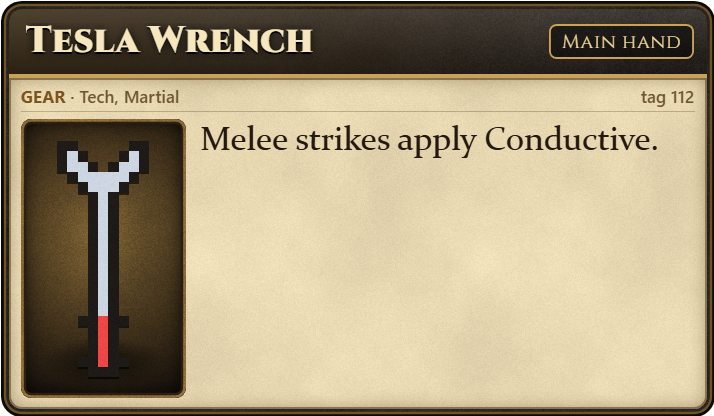 Tesla Wrench
Main hand
GEAR · Tech, Martial
tag 112
Melee strikes apply Conductive.